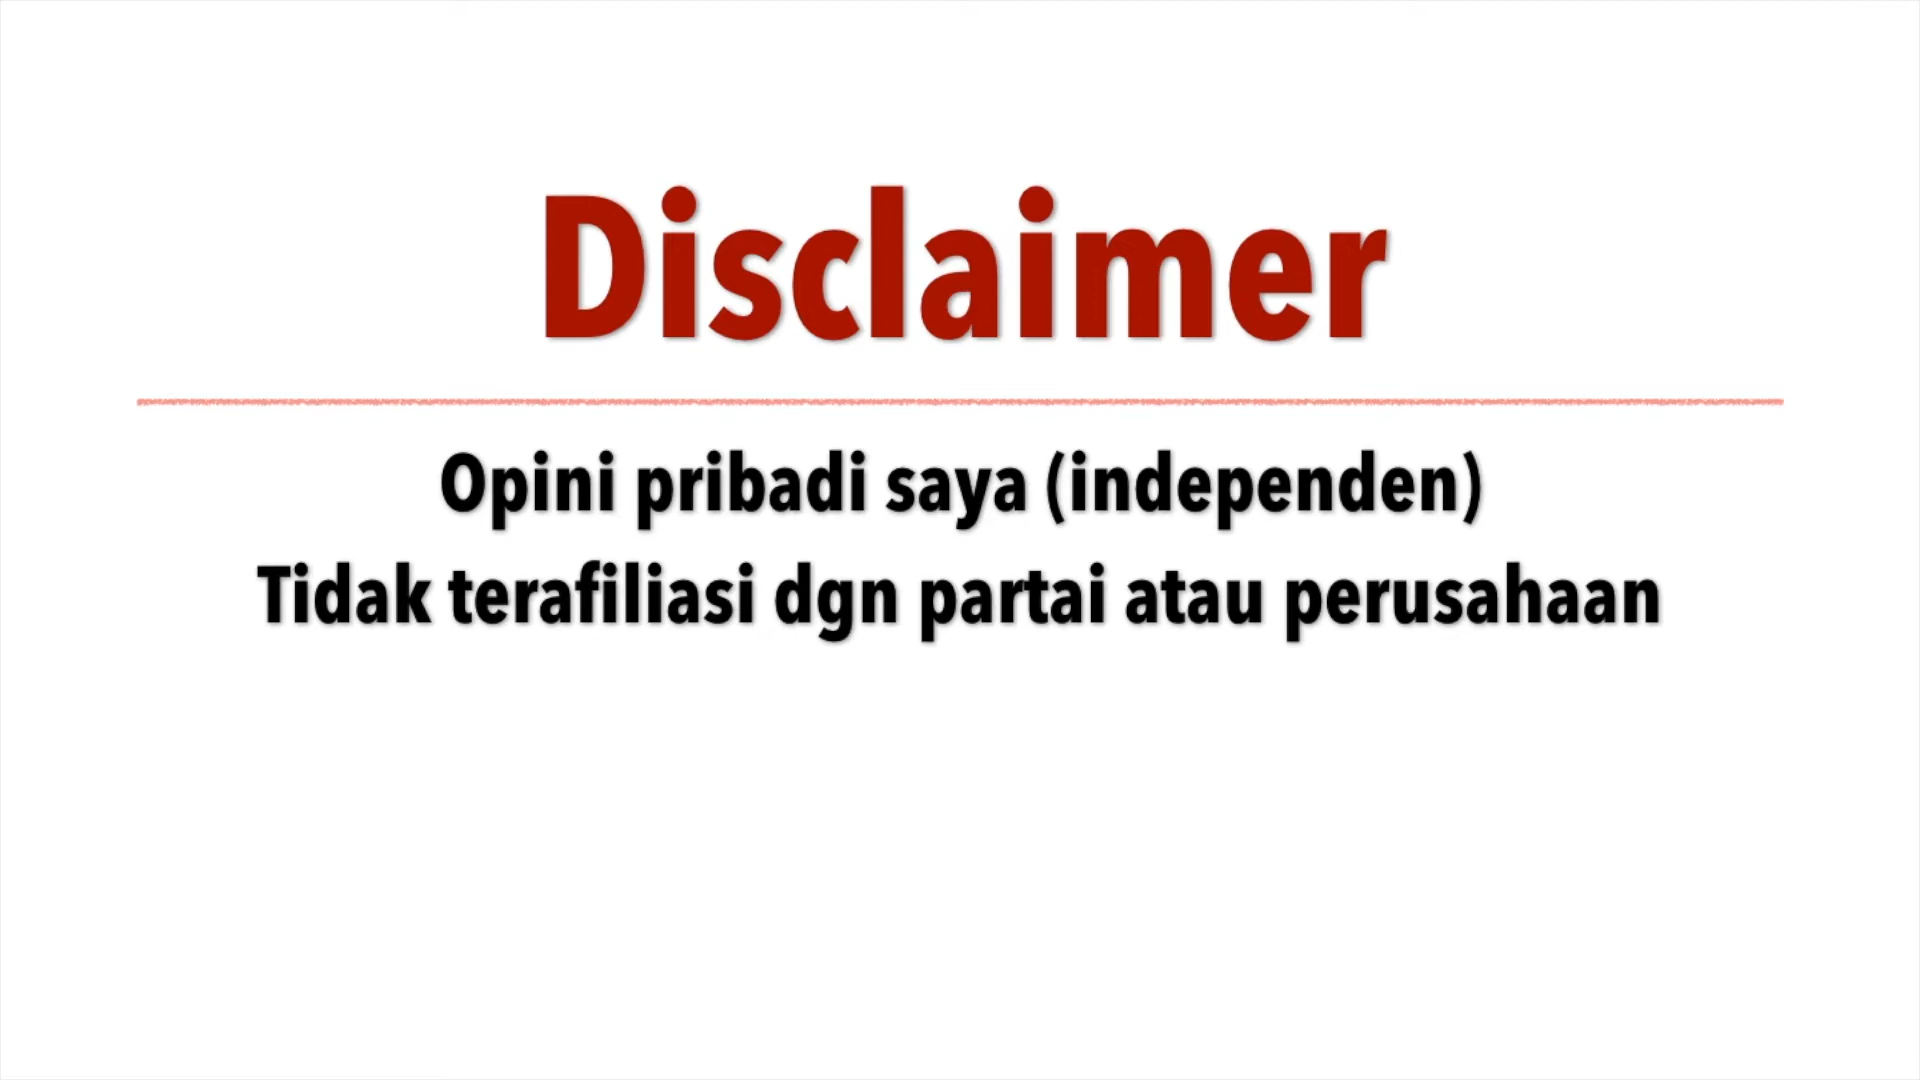 Disclaimer
Opini pribadi saya (independen)
Tidak terafiliasi dgn partai atau perusahaan